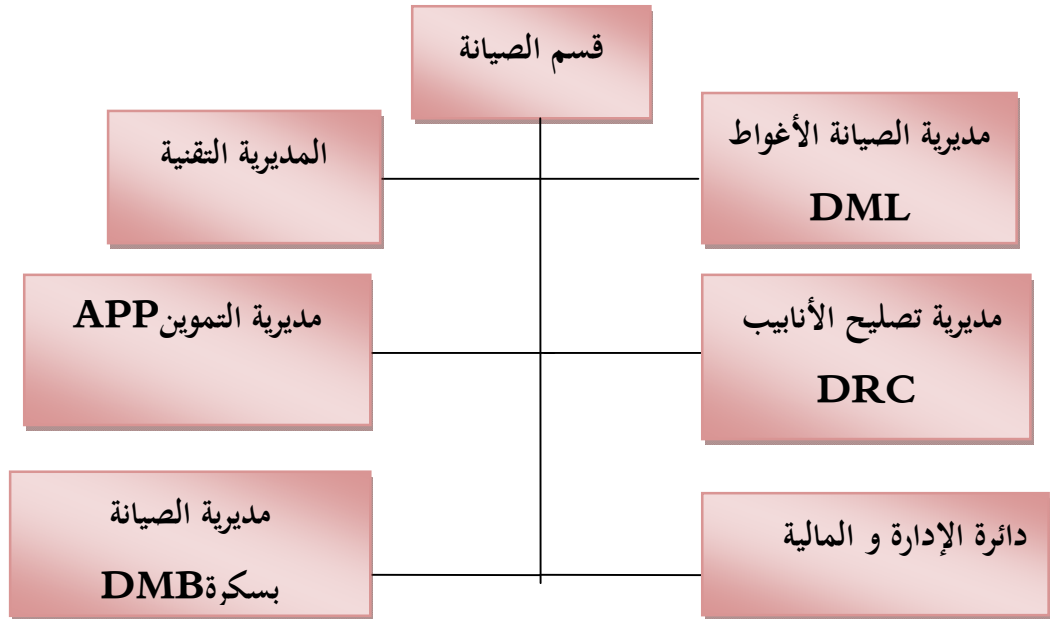 قسم الصيانة
مديرية الصيانة الأغواط
DML
المديرية التقنية
مديرية تصليح الأنابيب
DRC
مديرية التموينAPP
دائرة الإدارة و المالية
مديرية الصيانة
بسكرةDMB